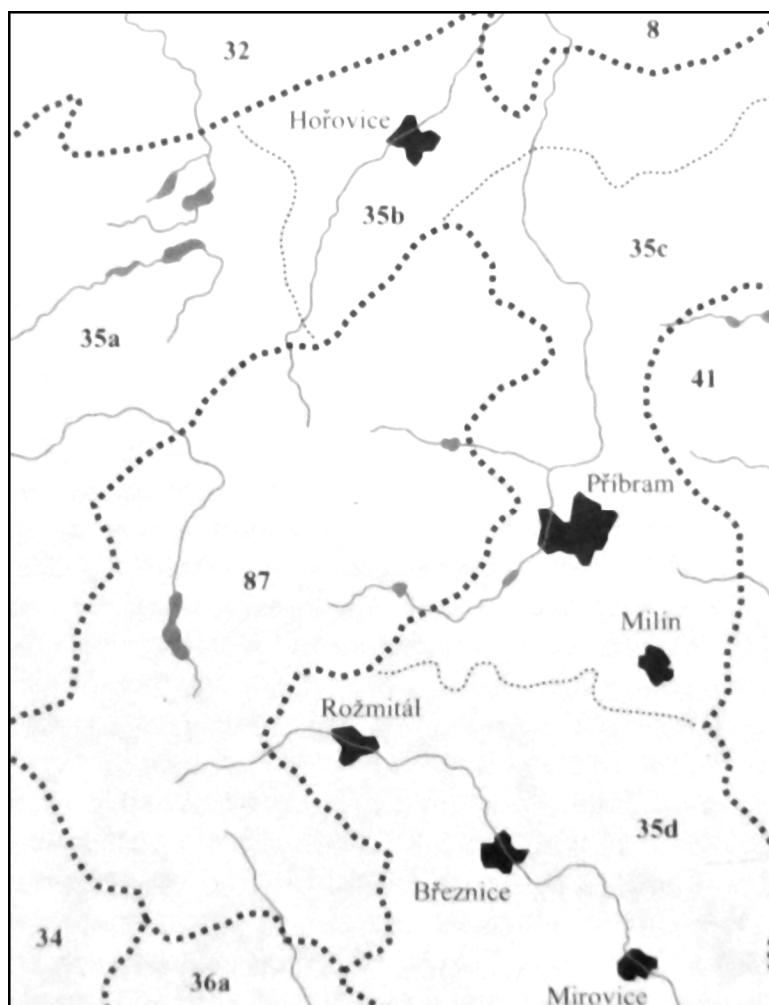 32
8
Hořovice
35b
35c
35a
41
Příbram
87
Milín
Rožmitál
35d
Březnice
34
36a
Mirovice